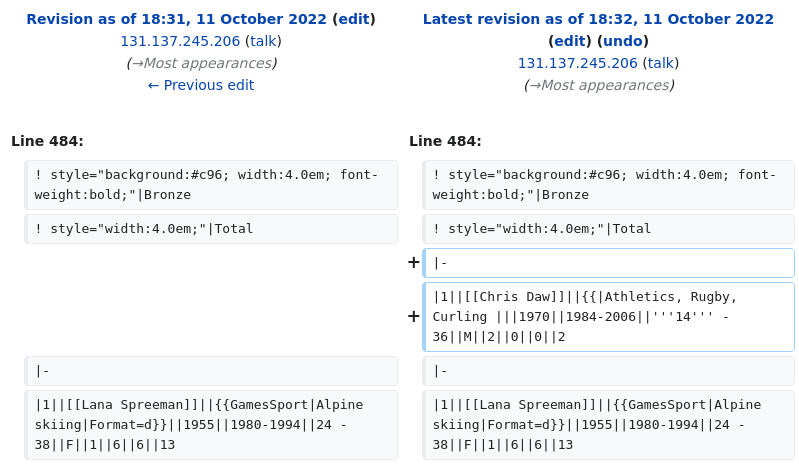 Revision as of 18:31, 11 October 2022 (edit)
131.137.245.206 (talk)
(→Most appearances)
← Previous edit
Latest revision as of 18:32, 11 October 2022
(edit) (undo)
131.137.245.206 (talk)
(→Most appearances)
Line 484:
Line 484:
! style="background:#c96; width:4.0em; font-
weight:bold;"|Bronze
! style="background:#c96; width:4.0em; font-
weight:bold;"|Bronze
! style="width:4.0em;"|Total
! style="width:4.0em;"|Total
+ |-
+ |1||[[Chris Daw]]||{{|Athletics, Rugby,
Curling |||1970||1984-2006||'''14''' -
36||M||2||0||0||2
|-
|-
|1||[[Lana Spreeman]]||{{GamesSport|Alpine
skiing|Format=d}}||1955||1980-1994||24 -
38||F||1||6||6||13
|1||[[Lana Spreeman]]||{{GamesSport|Alpine
skiing|Format=d}}||1955||1980-1994||24 -
38||F||1||6||6||13